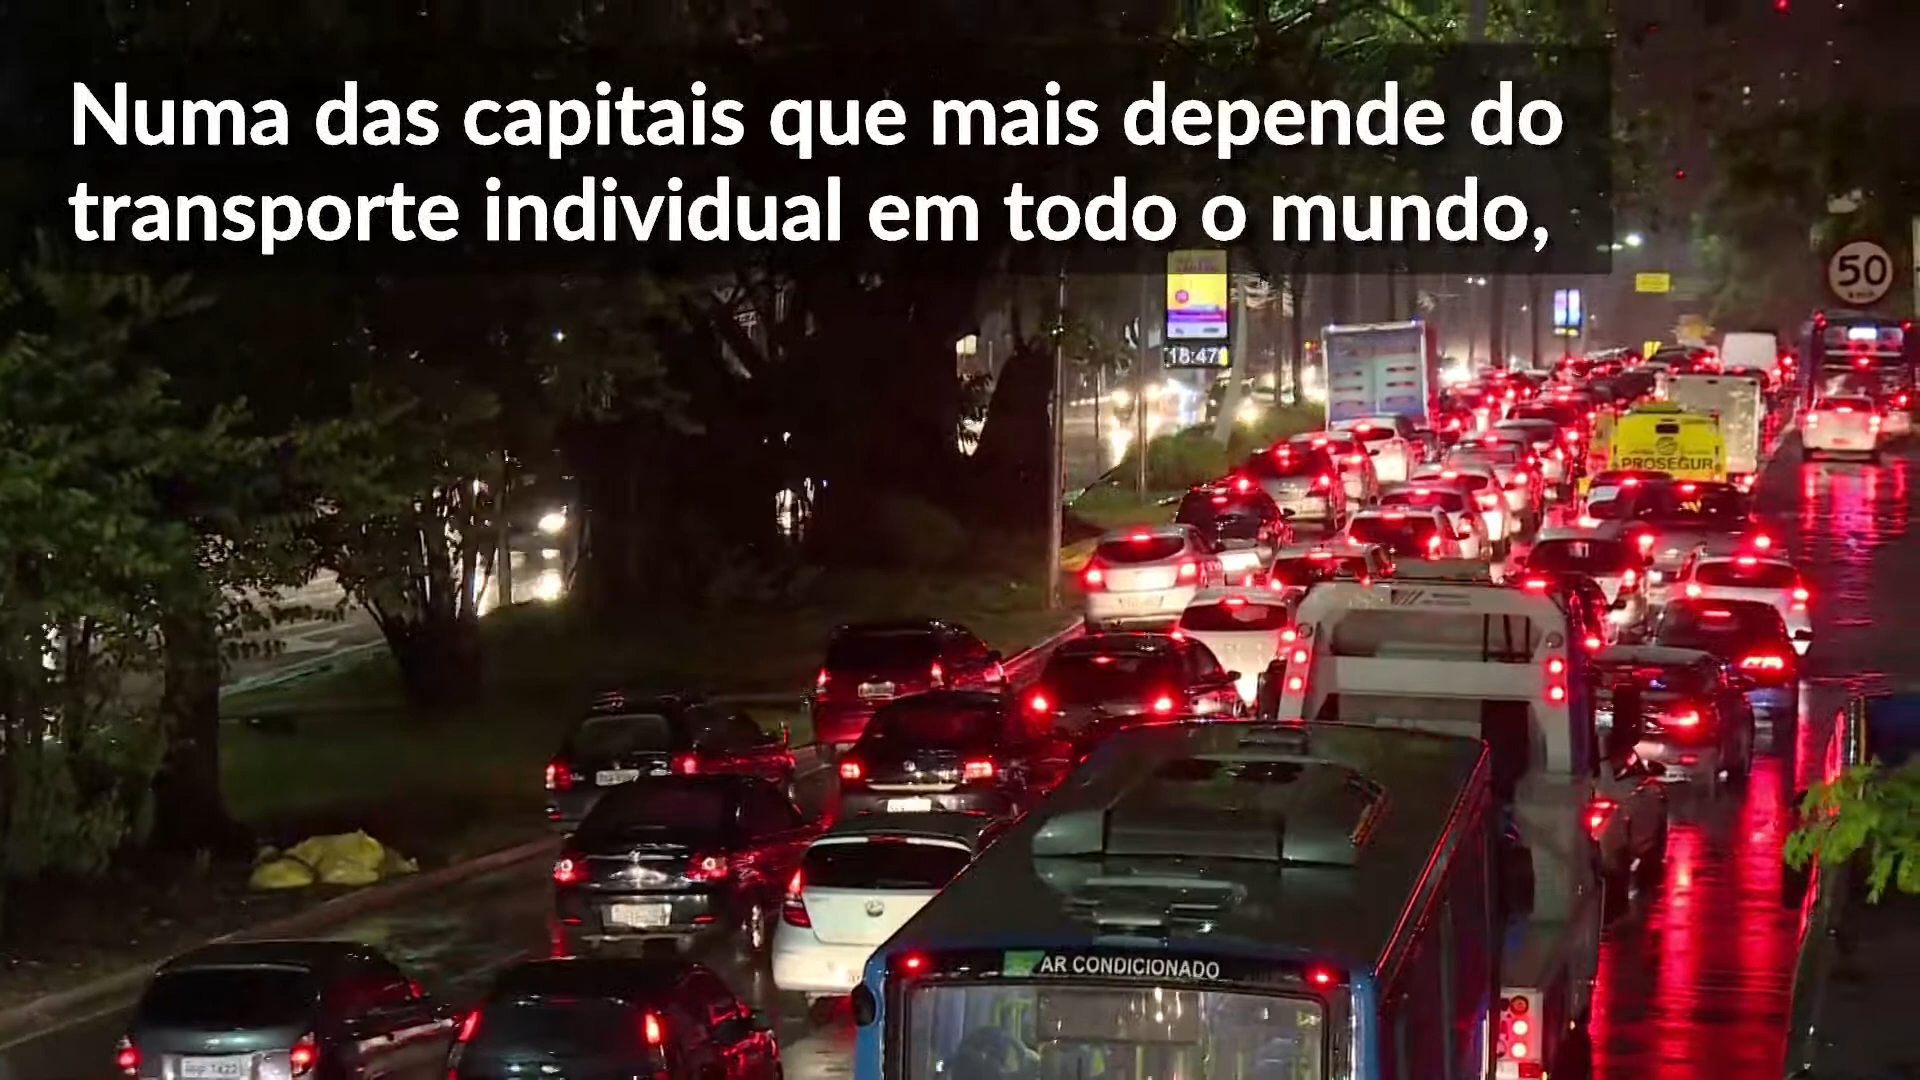 Numa das capitais que mais depende do
transporte individual em todo o mundo,
50
18:47
PROSEGUR
AR CONDICIONADO